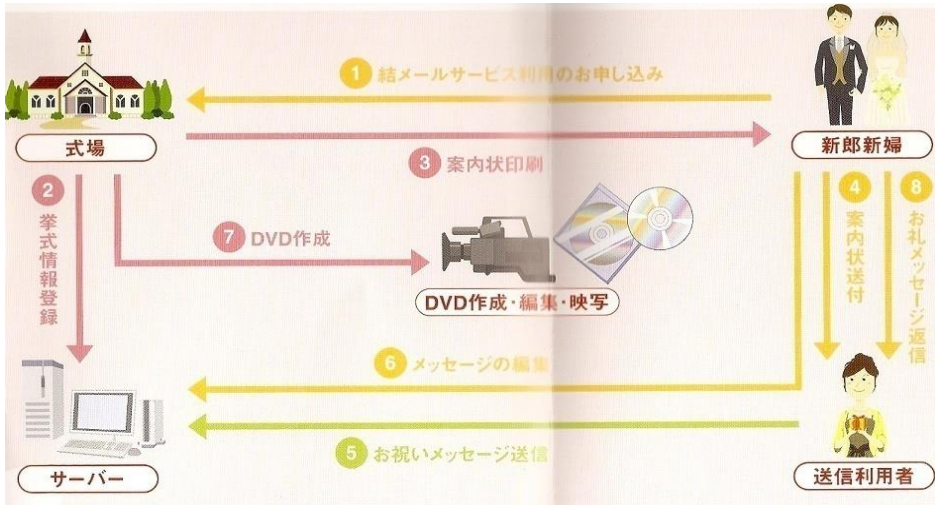 1 結メールサービス利用のお申し込み
式場
新郎新婦
3 案内状印刷
2 挙式情報登録
4 案内状送付
8 お礼メッセージ返信
7 DVD作成
DVD作成・編集・映写
6 メッセージの編集
5 お祝いメッセージ送信
サーバー
送信利用者